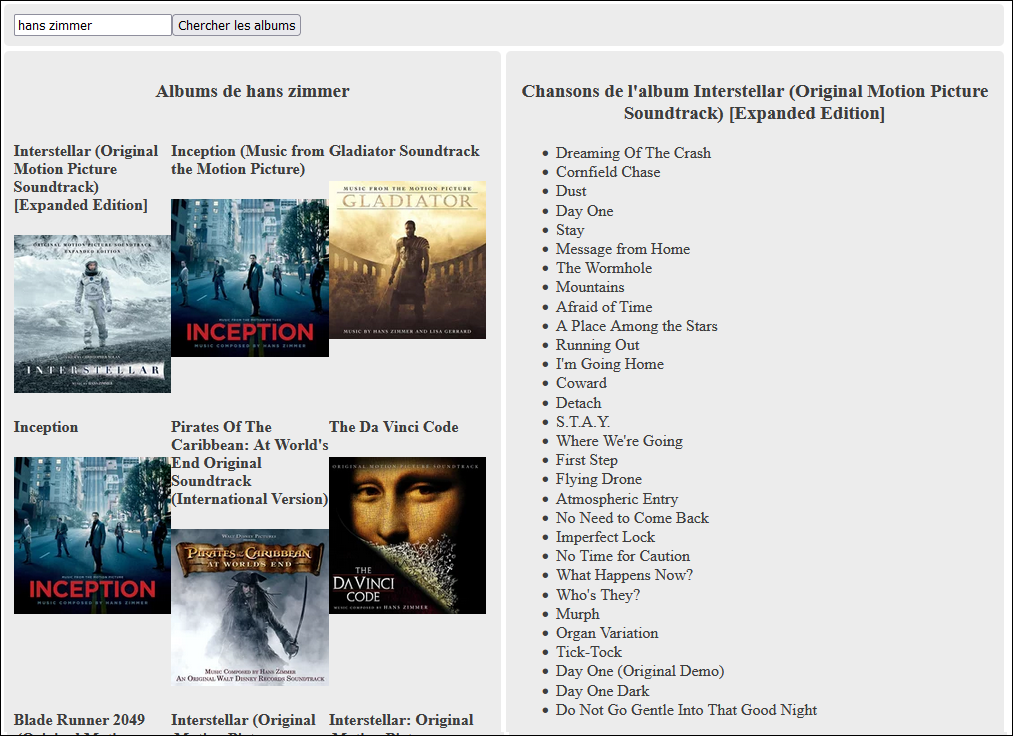 hans zimmer
Chercher les albums
Albums de hans zimmer
Interstellar (Original
Motion Picture
Soundtrack)
[Expanded Edition]
ORIGINAL MOTION PICTURE SOUNDTRACK
EXPANDED EDITION
INTERSTELLAR
Inception (Music from
the Motion Picture)
MUSIC FROM THE MOTION PICTURE
INCEPTION
MUSIC COMPOSED BY HANS ZIMMER
Gladiator Soundtrack
MUSIC FROM THE MOTION PICTURE
GLADIATOR
MUSIC BY HANS ZIMMER AND LISA GERRARD
Inception
MUSIC FROM THE MOTION PICTURE
INCEPTION
MUSIC COMPOSED BY HANS ZIMMER
Pirates Of The
Caribbean: At World's
End Original
Soundtrack
(International Version)
WALT DISNEY PICTURES
PIRATES of the CARIBBEAN
AT WORLDS END
MUSIC COMPOSED BY HANS ZIMMER
AN ORIGINAL WALT DISNEY RECORDS SOUNDTRACK
The Da Vinci Code
ORIGINAL MOTION PICTURE SOUNDTRACK
THE
DA VINCI
CODE
MUSIC COMPOSED BY HANS ZIMMER
Blade Runner 2049
(Original Motion
Interstellar (Original
Motion Picture
Interstellar: Original
Motion Picture
Chansons de l'album Interstellar (Original Motion Picture
Soundtrack) [Expanded Edition]
Dreaming Of The Crash
Cornfield Chase
Dust
Day One
Stay
Message from Home
The Wormhole
Mountains
Afraid of Time
A Place Among the Stars
Running Out
I'm Going Home
Coward
Detach
S.T.A.Y.
Where We're Going
First Step
Flying Drone
Atmospheric Entry
No Need to Come Back
Imperfect Lock
No Time for Caution
What Happens Now?
Who's They?
Murph
Organ Variation
Tick-Tock
Day One (Original Demo)
Day One Dark
Do Not Go Gentle Into That Good Night